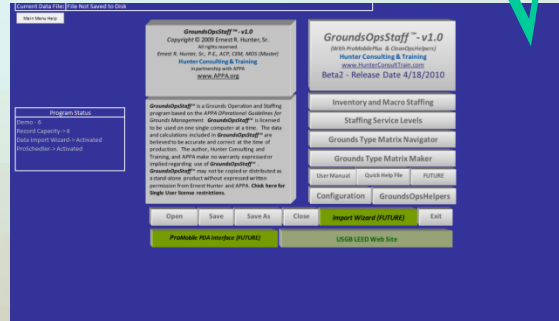 Current Data File: File Not Saved to Disk
Main Menu Help
GroundsOpsStaff™-v1.0
Copyright © 2009 Ernest R. Hunter, Sr.
All rights reserved.
Ernest R. Hunter, Sr., P.E., ACP, CEM, MOS (Master)
Hunter Consulting & Training
in partnership with APPA
www.APPA.org
GroundsOpsStaff™-v1.0
(With ProMobilePlus & CleanOpsHelpers)
Hunter Consulting & Training
www.HunterConsultTrain.com
Beta2 - Release Date 4/18/2010
GroundsOpsStaff™ is a Grounds Operation and Staffing
program based on the APPA Operational Guidelines for
Grounds Management. GroundsOpsStaff™ is licensed
to be used on one single computer at a time. The data
and calculations included in GroundsOpsStaff™ are
believed to be accurate and correct at the time of
production. The author, Hunter Consulting and
Training, and APPA make no warranty expressed or
implied regarding use of GroundsOpsStaff™
GroundsOpsStaff™ may not be copied or distributed as
a stand alone product without expressed written
permission from Ernest Hunter and APPA. Click here for
Single User license restrictions.
Program Status
Demo - 6
Record Capacity-> 6
Data Import Wizard-> Activated
ProSchedler-> Activated
Inventory and Macro Staffing
Staffing Service Levels
Grounds Type Matrix Navigator
Grounds Type Matrix Maker
User Manual Quick Help File FUTURE
Configuration GroundsOpsHelpers
Open Save Save As Close Import Wizard (FUTURE) Exit
ProMobile PDA Interface (FUTURE) USGB LEED Web Site